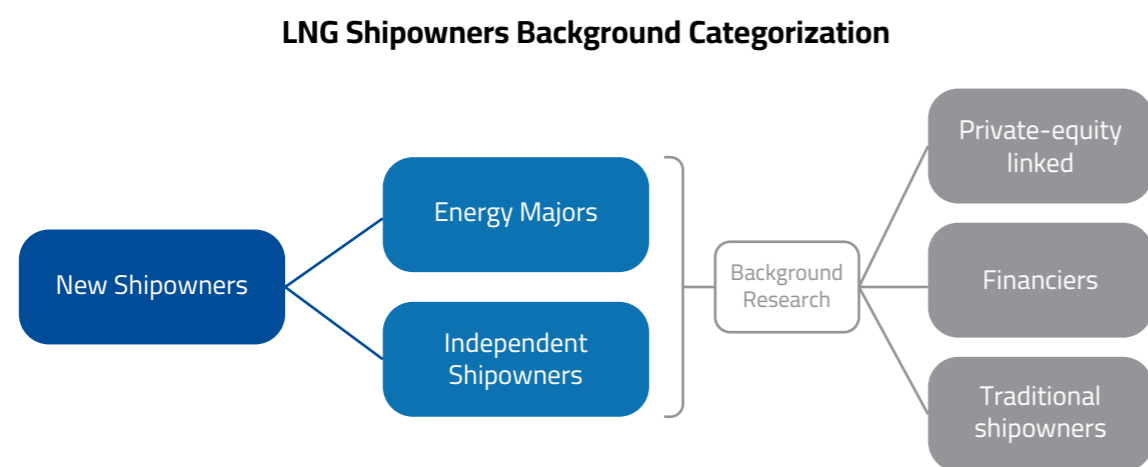 LNG Shipowners Background Categorization
New Shipowners
Energy Majors
Independent
Shipowners
Background
Research
Private-equity
linked
Financiers
Traditional
shipowners